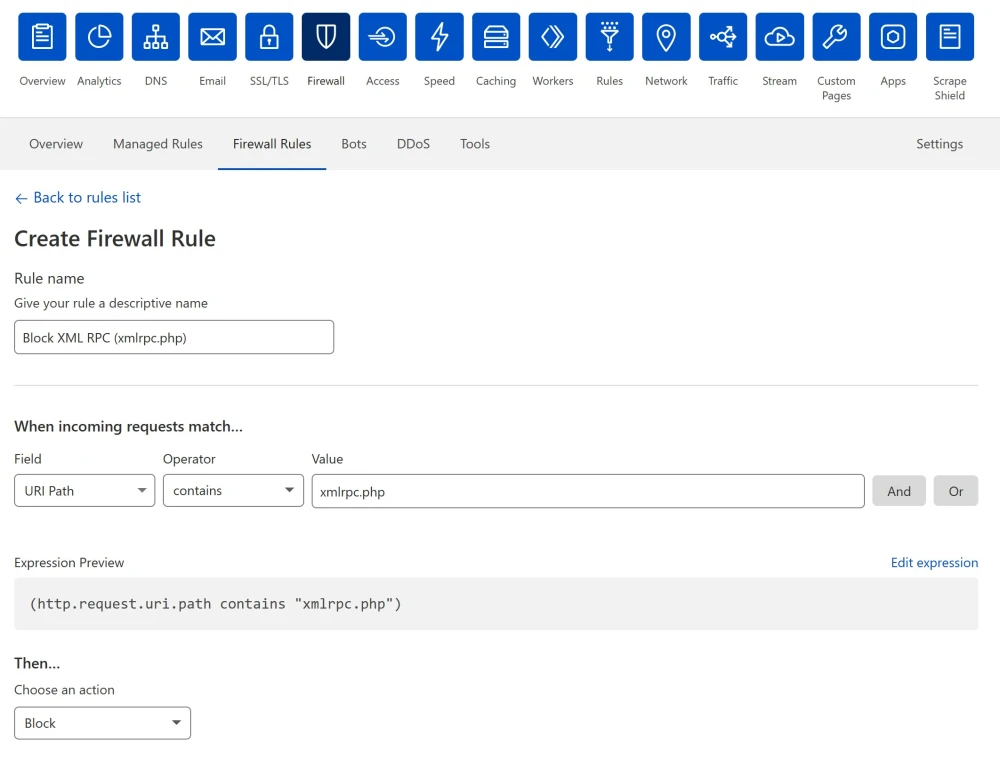 Overview Analytics DNS Email SSL/TLS Firewall Access Speed Caching Workers Rules Network Traffic Stream Custom Pages Apps Scrape Shield
Overview Managed Rules Firewall Rules Bots DDoS Tools Settings
← Back to rules list
Create Firewall Rule
Rule name
Give your rule a descriptive name
Block XML RPC (xmlrpc.php)
When incoming requests match...
Field Operator Value
URI Path contains xmlrpc.php And Or
Expression Preview Edit expression
(http.request.uri.path contains "xmlrpc.php")
Then...
Choose an action
Block